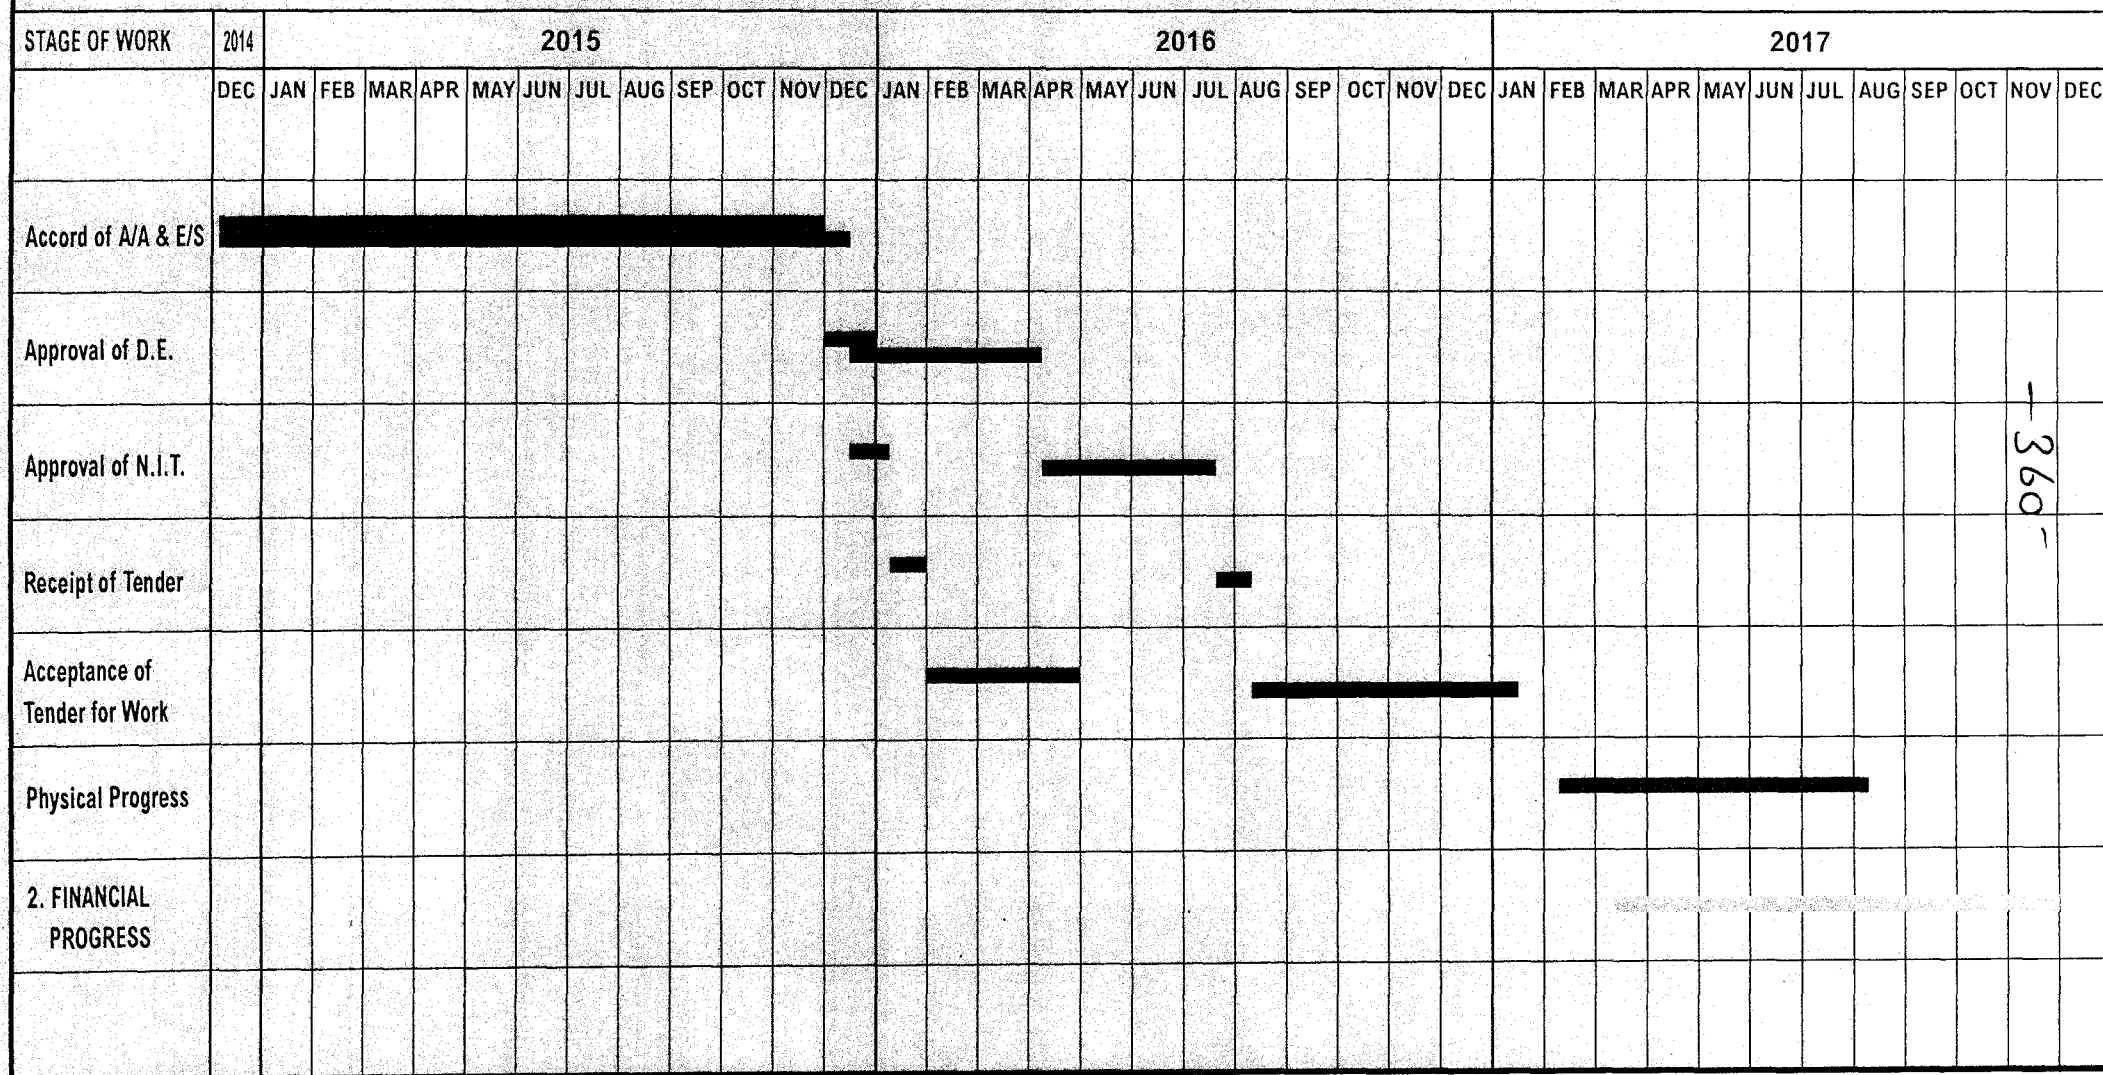 STAGE OF WORK 2014 2015 2016 2017
DEC JAN FEB MAR APR MAY JUN JUL AUG SEP OCT NOV DEC JAN FEB MAR APR MAY JUN JUL AUG SEP OCT NOV DEC JAN FEB MAR APR MAY JUN JUL AUG SEP OCT NOV DEC
Accord of A/A & E/S
Approval of D.E.
Approval of N.I.T.
Receipt of Tender
Acceptance of
Tender for Work
Physical Progress
2. FINANCIAL
PROGRESS
- 360 -